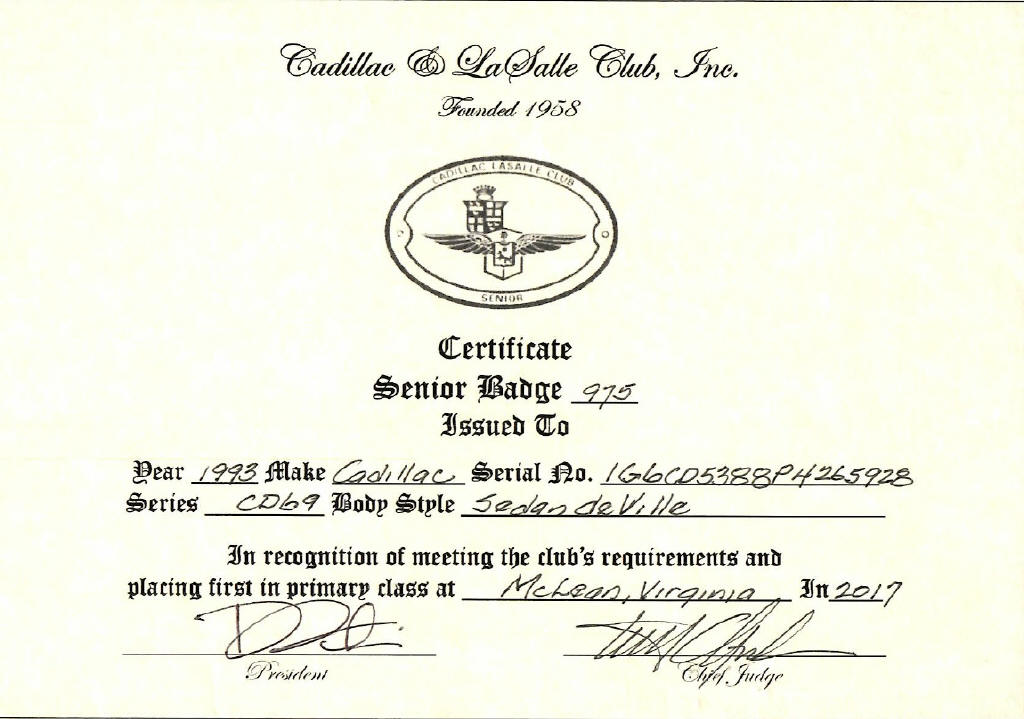 Cadillac & LaSalle Club, Inc.
Founded 1958
CADILLAC LASALLE CLUB
SENIOR
Certificate
Senior Badge 975
Issued To
Year 1993 Make Cadillac Serial No. 1G6CD5388P4265928
Series CD69 Body Style Sedan de Ville
In recognition of meeting the club's requirements and
placing first in primary class at McLean, Virginia In 2017
President Chief Judge